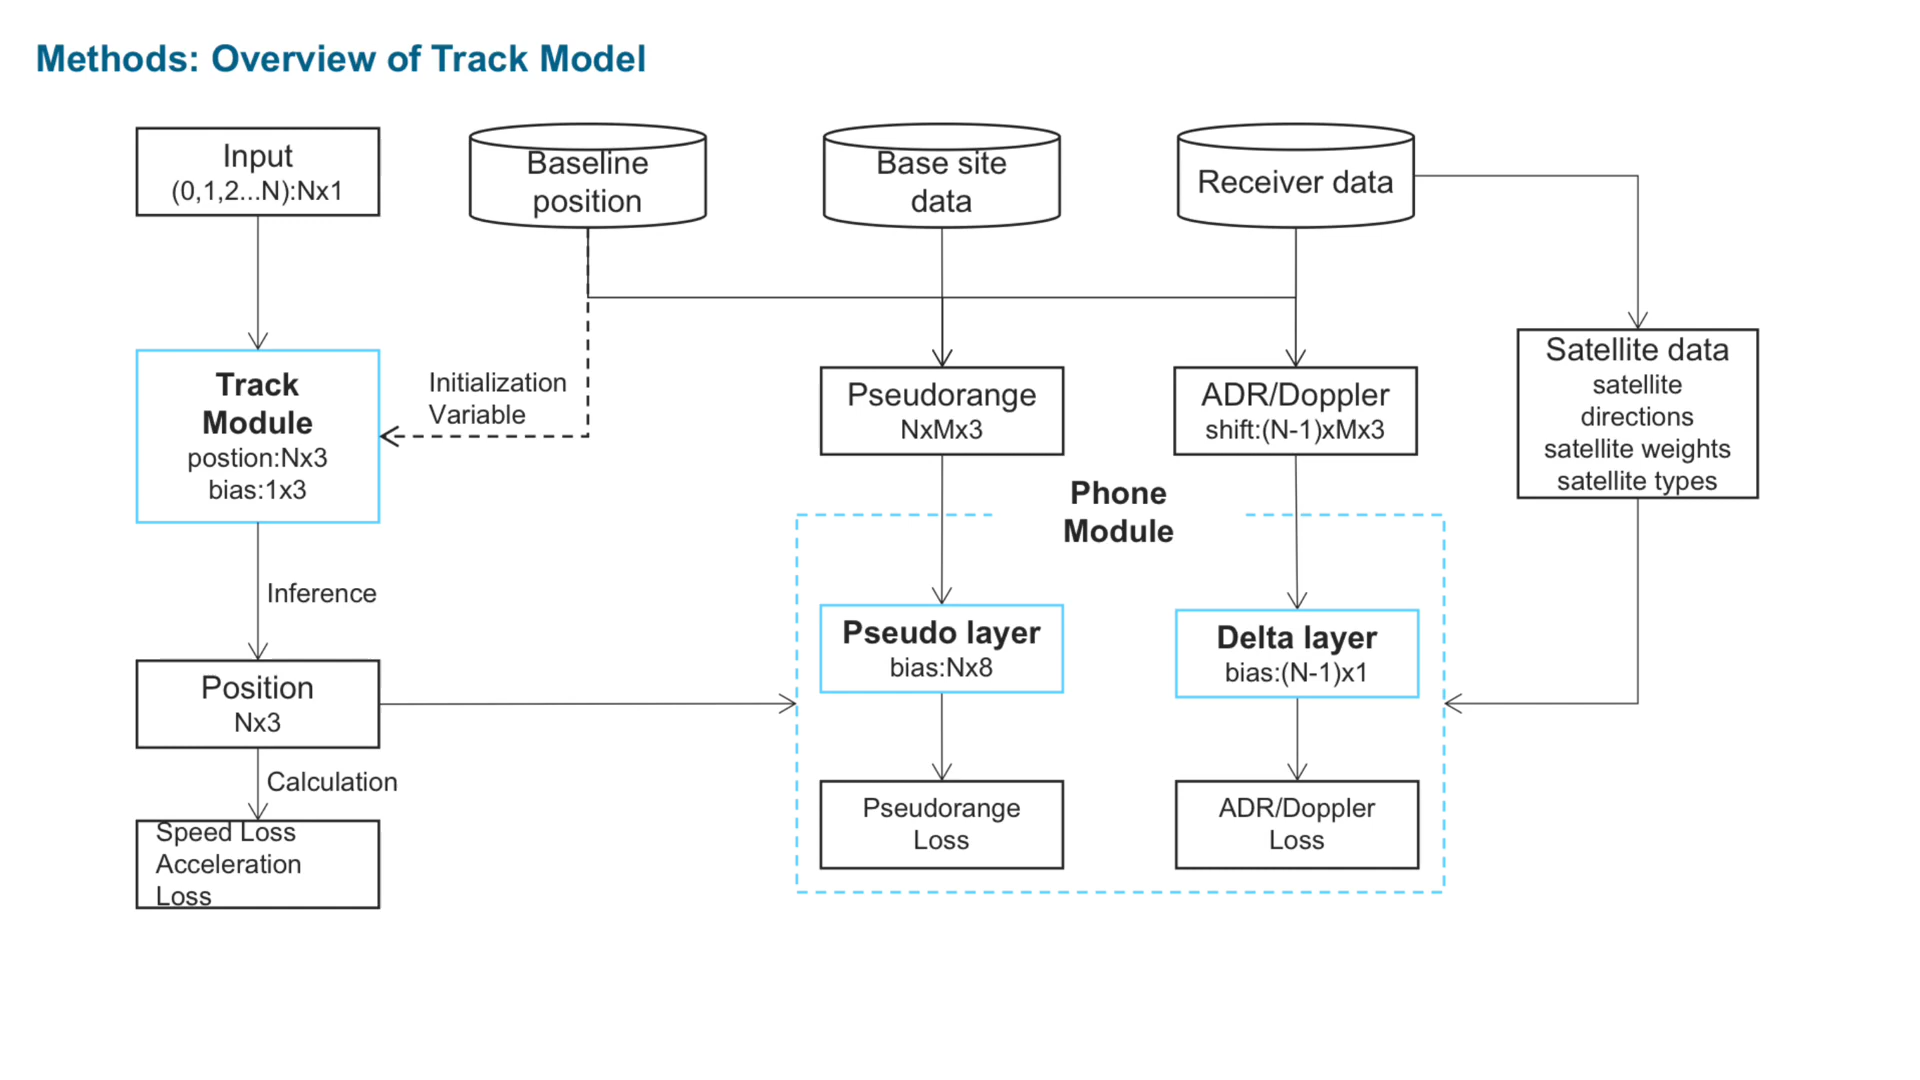 Methods: Overview of Track Model
Input
(0,1,2...N):Nx1
Baseline
position
Base site
data
Receiver data
Track
Module
postion:Nx3
bias:1x3
Initialization
Variable
Pseudorange
NxMx3
ADR/Doppler
shift:(N-1)xMx3
Satellite data
satellite
directions
satellite weights
satellite types
Phone
Module
Inference
Pseudo layer
bias:Nx8
Delta layer
bias:(N-1)x1
Position
Nx3
Calculation
Speed Loss
Acceleration
Loss
Pseudorange
Loss
ADR/Doppler
Loss